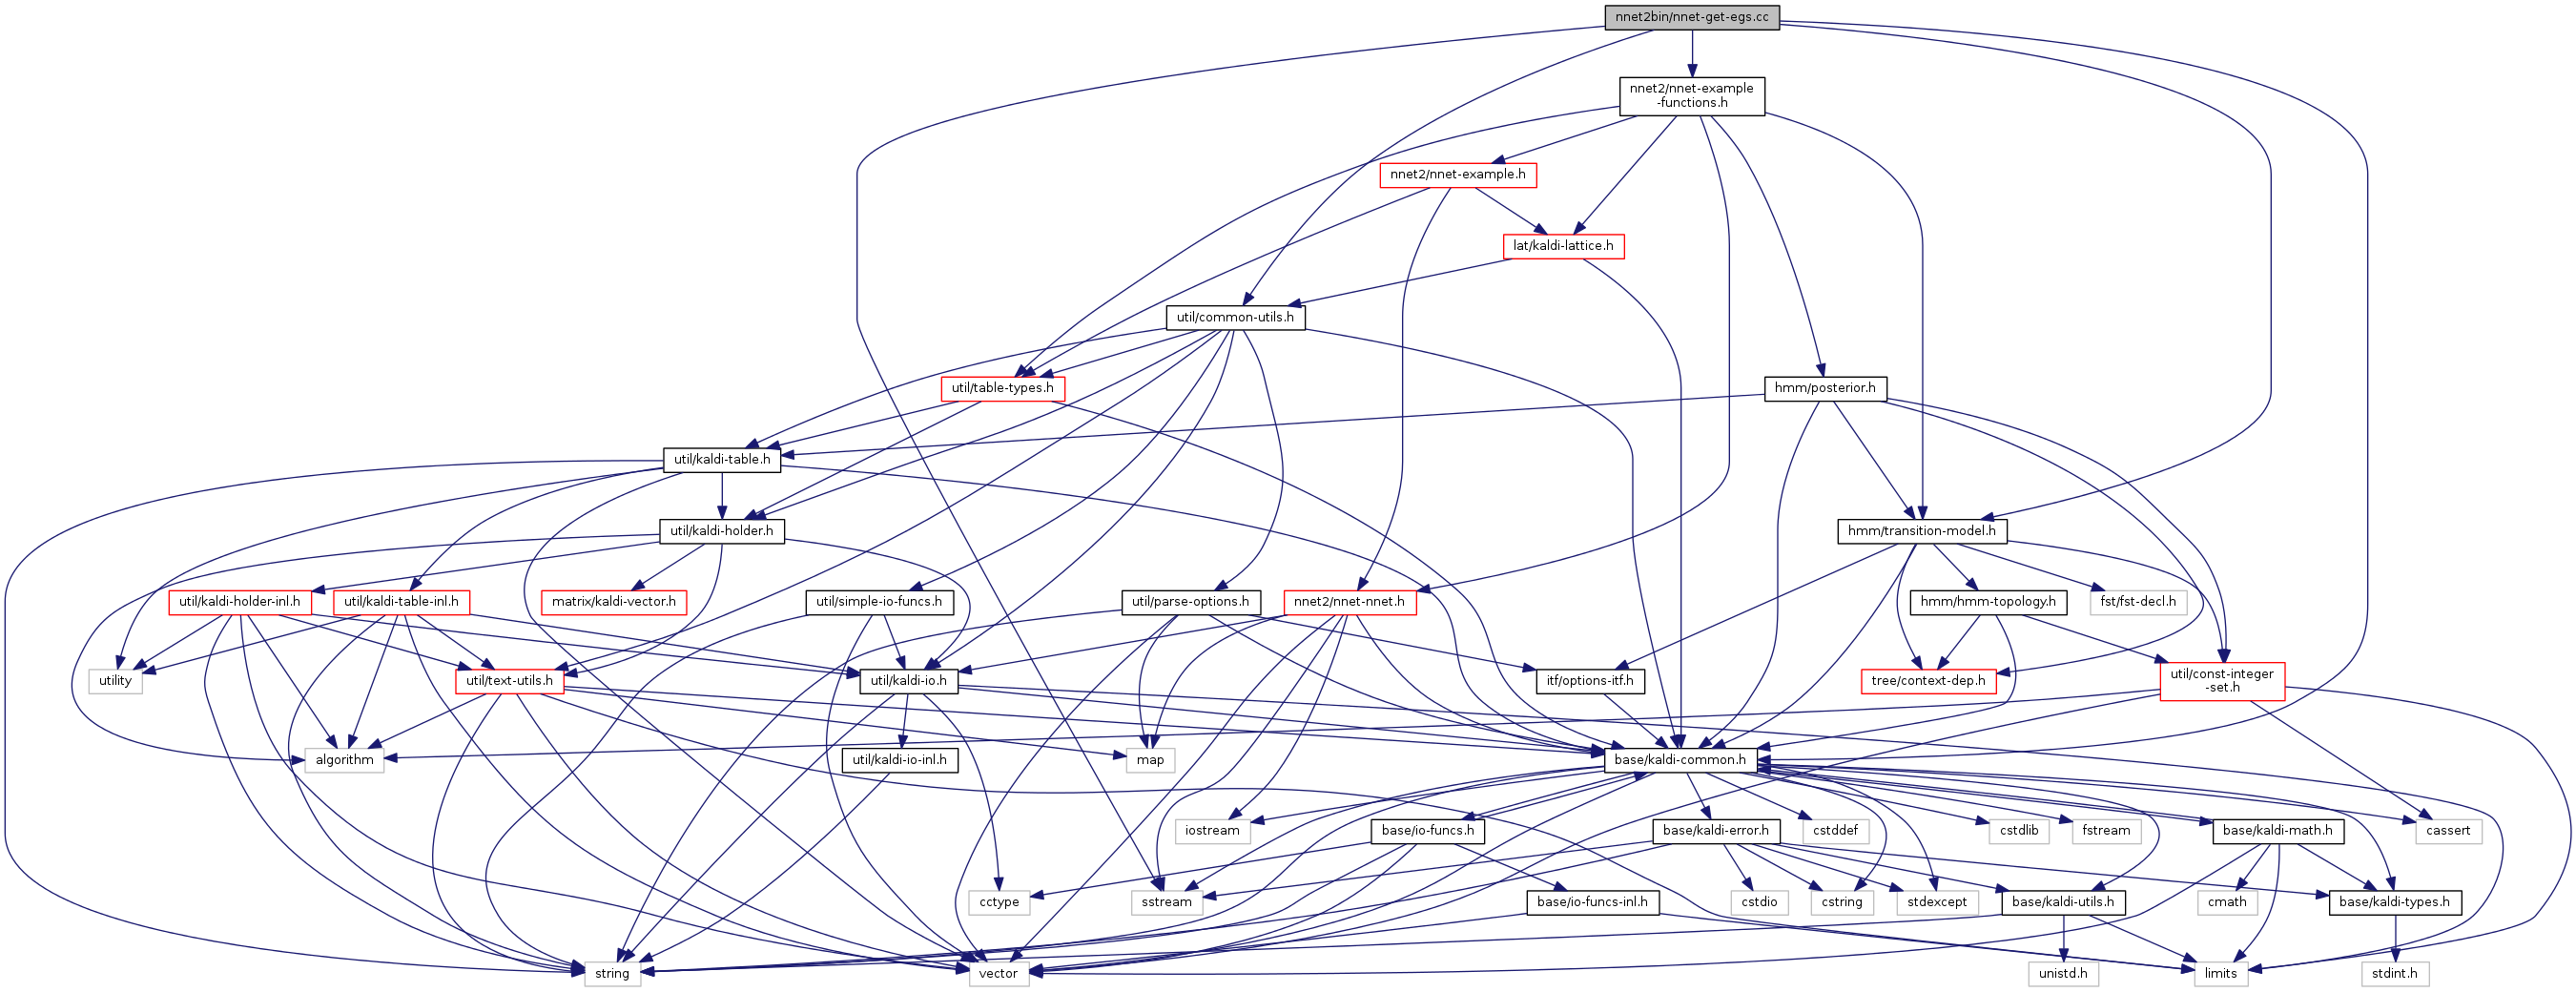 nnet2bin/nnet-get-egs.cc
nnet2/nnet-example
-functions.h
nnet2/nnet-example.h
lat/kaldi-lattice.h
util/common-utils.h
util/table-types.h
hmm/posterior.h
util/kaldi-table.h
util/kaldi-holder.h
hmm/transition-model.h
util/kaldi-holder-inl.h
util/kaldi-table-inl.h
matrix/kaldi-vector.h
util/simple-io-funcs.h
util/parse-options.h
nnet2/nnet-nnet.h
hmm/hmm-topology.h
fst/fst-decl.h
utility
util/text-utils.h
util/kaldi-io.h
itf/options-itf.h
tree/context-dep.h
util/const-integer
-set.h
algorithm
util/kaldi-io-inl.h
map
base/kaldi-common.h
iostream
base/io-funcs.h
base/kaldi-error.h
cstddef
cstdlib
fstream
base/kaldi-math.h
cassert
cctype
sstream
base/io-funcs-inl.h
cstdio
cstring
stdexcept
base/kaldi-utils.h
cmath
base/kaldi-types.h
string
vector
unistd.h
limits
stdint.h